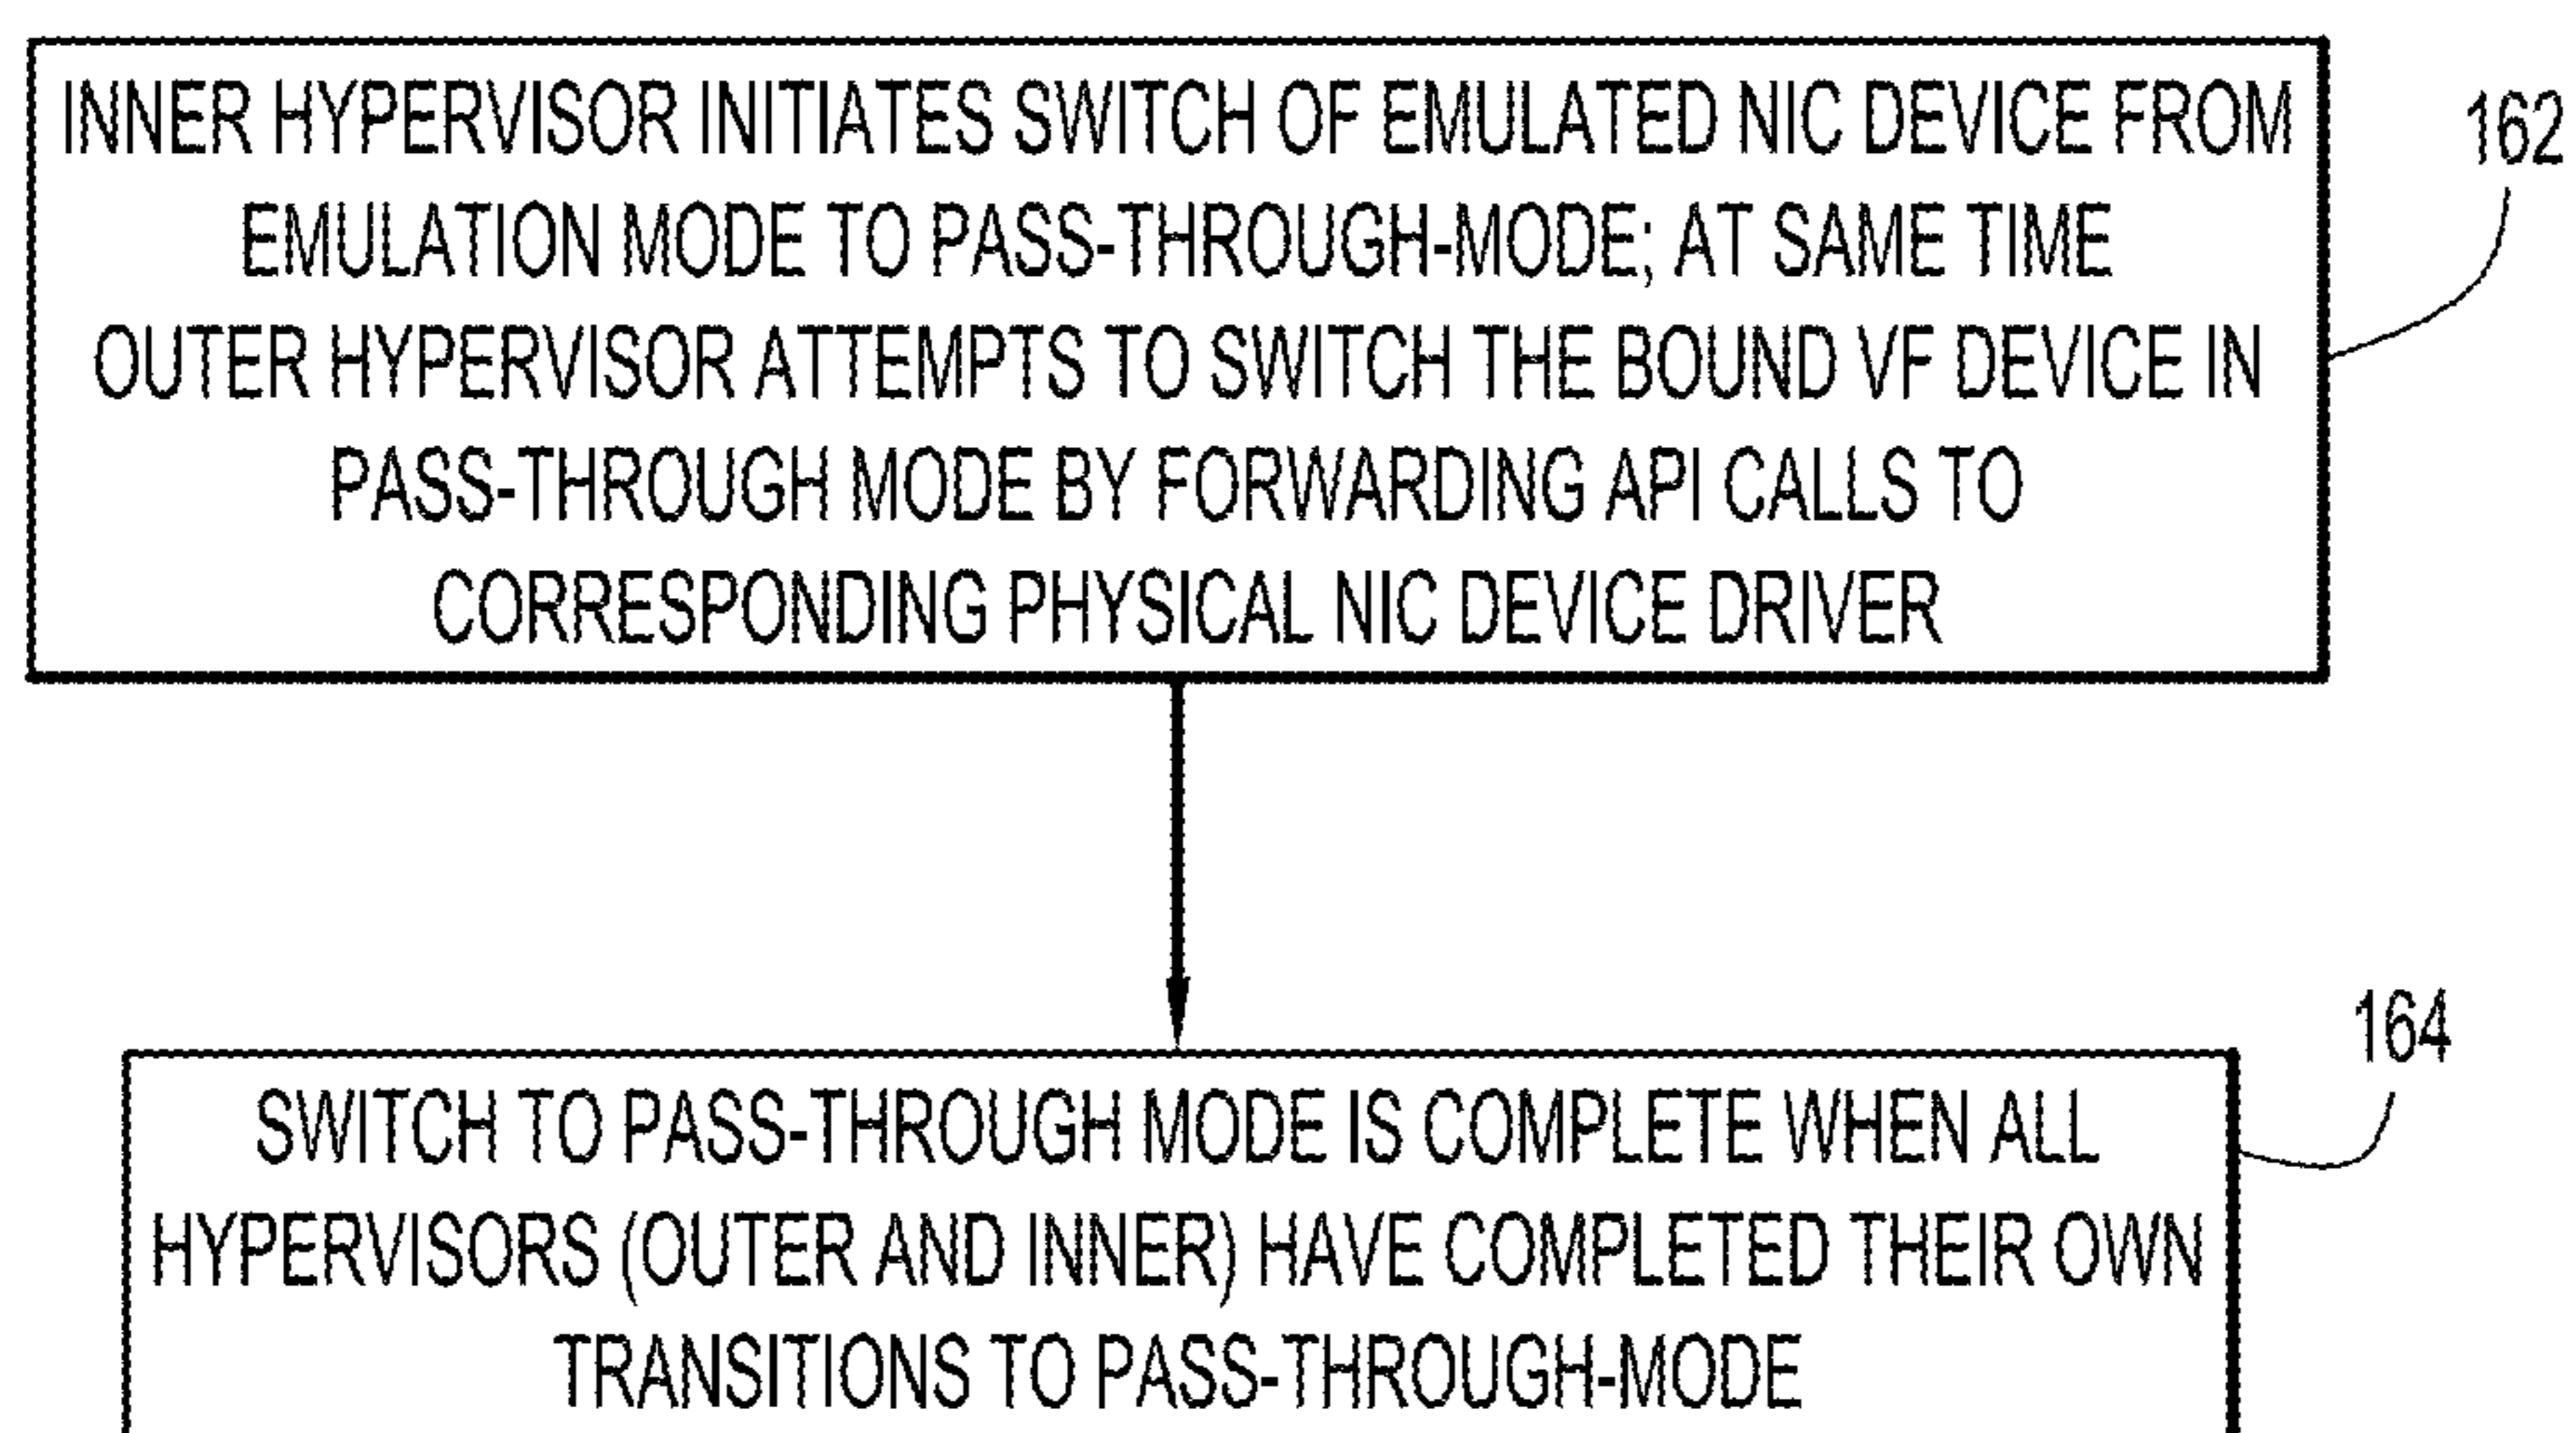 INNER HYPERVISOR INITIATES SWITCH OF EMULATED NIC DEVICE FROM
EMULATION MODE TO PASS-THROUGH-MODE; AT SAME TIME
OUTER HYPERVISOR ATTEMPTS TO SWITCH THE BOUND VF DEVICE IN
PASS-THROUGH MODE BY FORWARDING API CALLS TO
CORRESPONDING PHYSICAL NIC DEVICE DRIVER
162
SWITCH TO PASS-THROUGH MODE IS COMPLETE WHEN ALL
HYPERVISORS (OUTER AND INNER) HAVE COMPLETED THEIR OWN
TRANSITIONS TO PASS-THROUGH-MODE
164